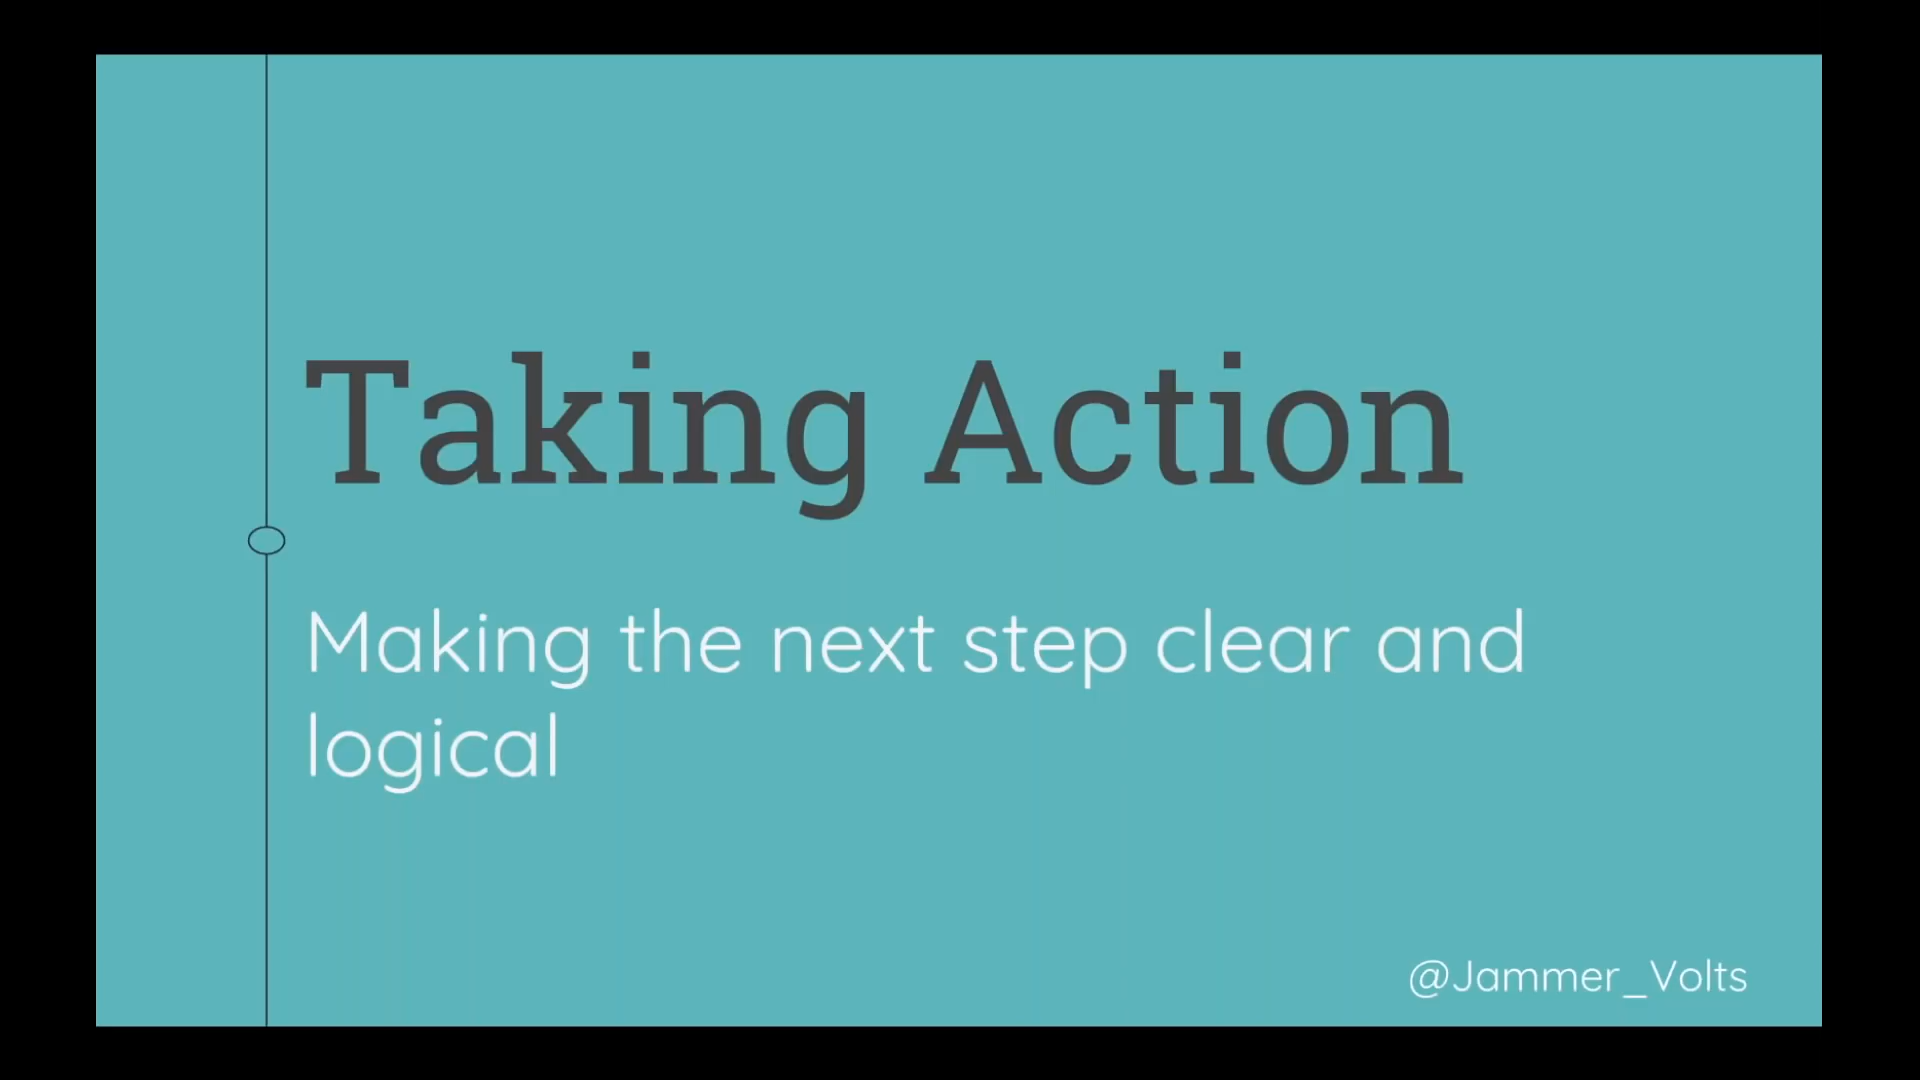 Taking Action
Making the next step clear and
logical
@Jammer_Volts